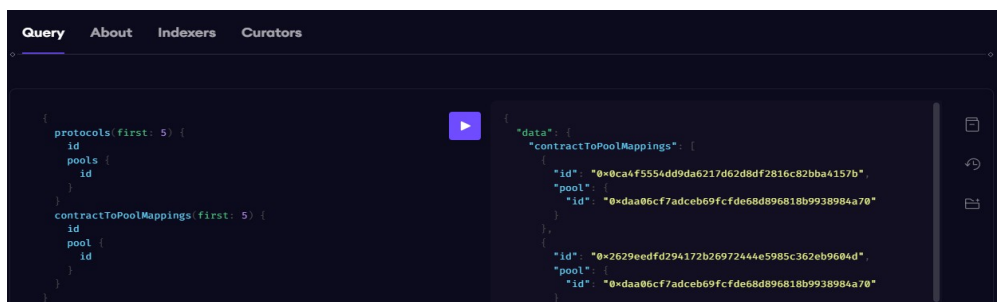 Query About Indexers Curators
{
protocols(first: 5) {
id
pools {
id
}
}
contractToPoolMappings(first: 5) {
id
pool {
id
}
}
}
{
"data": {
"contractToPoolMappings": [
{
"id": "0x0ca4f5554dd9da6217d62d8df2816c82bba4157b",
"pool": {
"id": "0xdaa06cf7adceb69fcfde68d896818b9938984a70"
}
},
{
"id": "0x2629eedfd294172b26972444e5985c362eb9604d",
"pool": {
"id": "0xdaa06cf7adceb69fcfde68d896818b9938984a70"
}